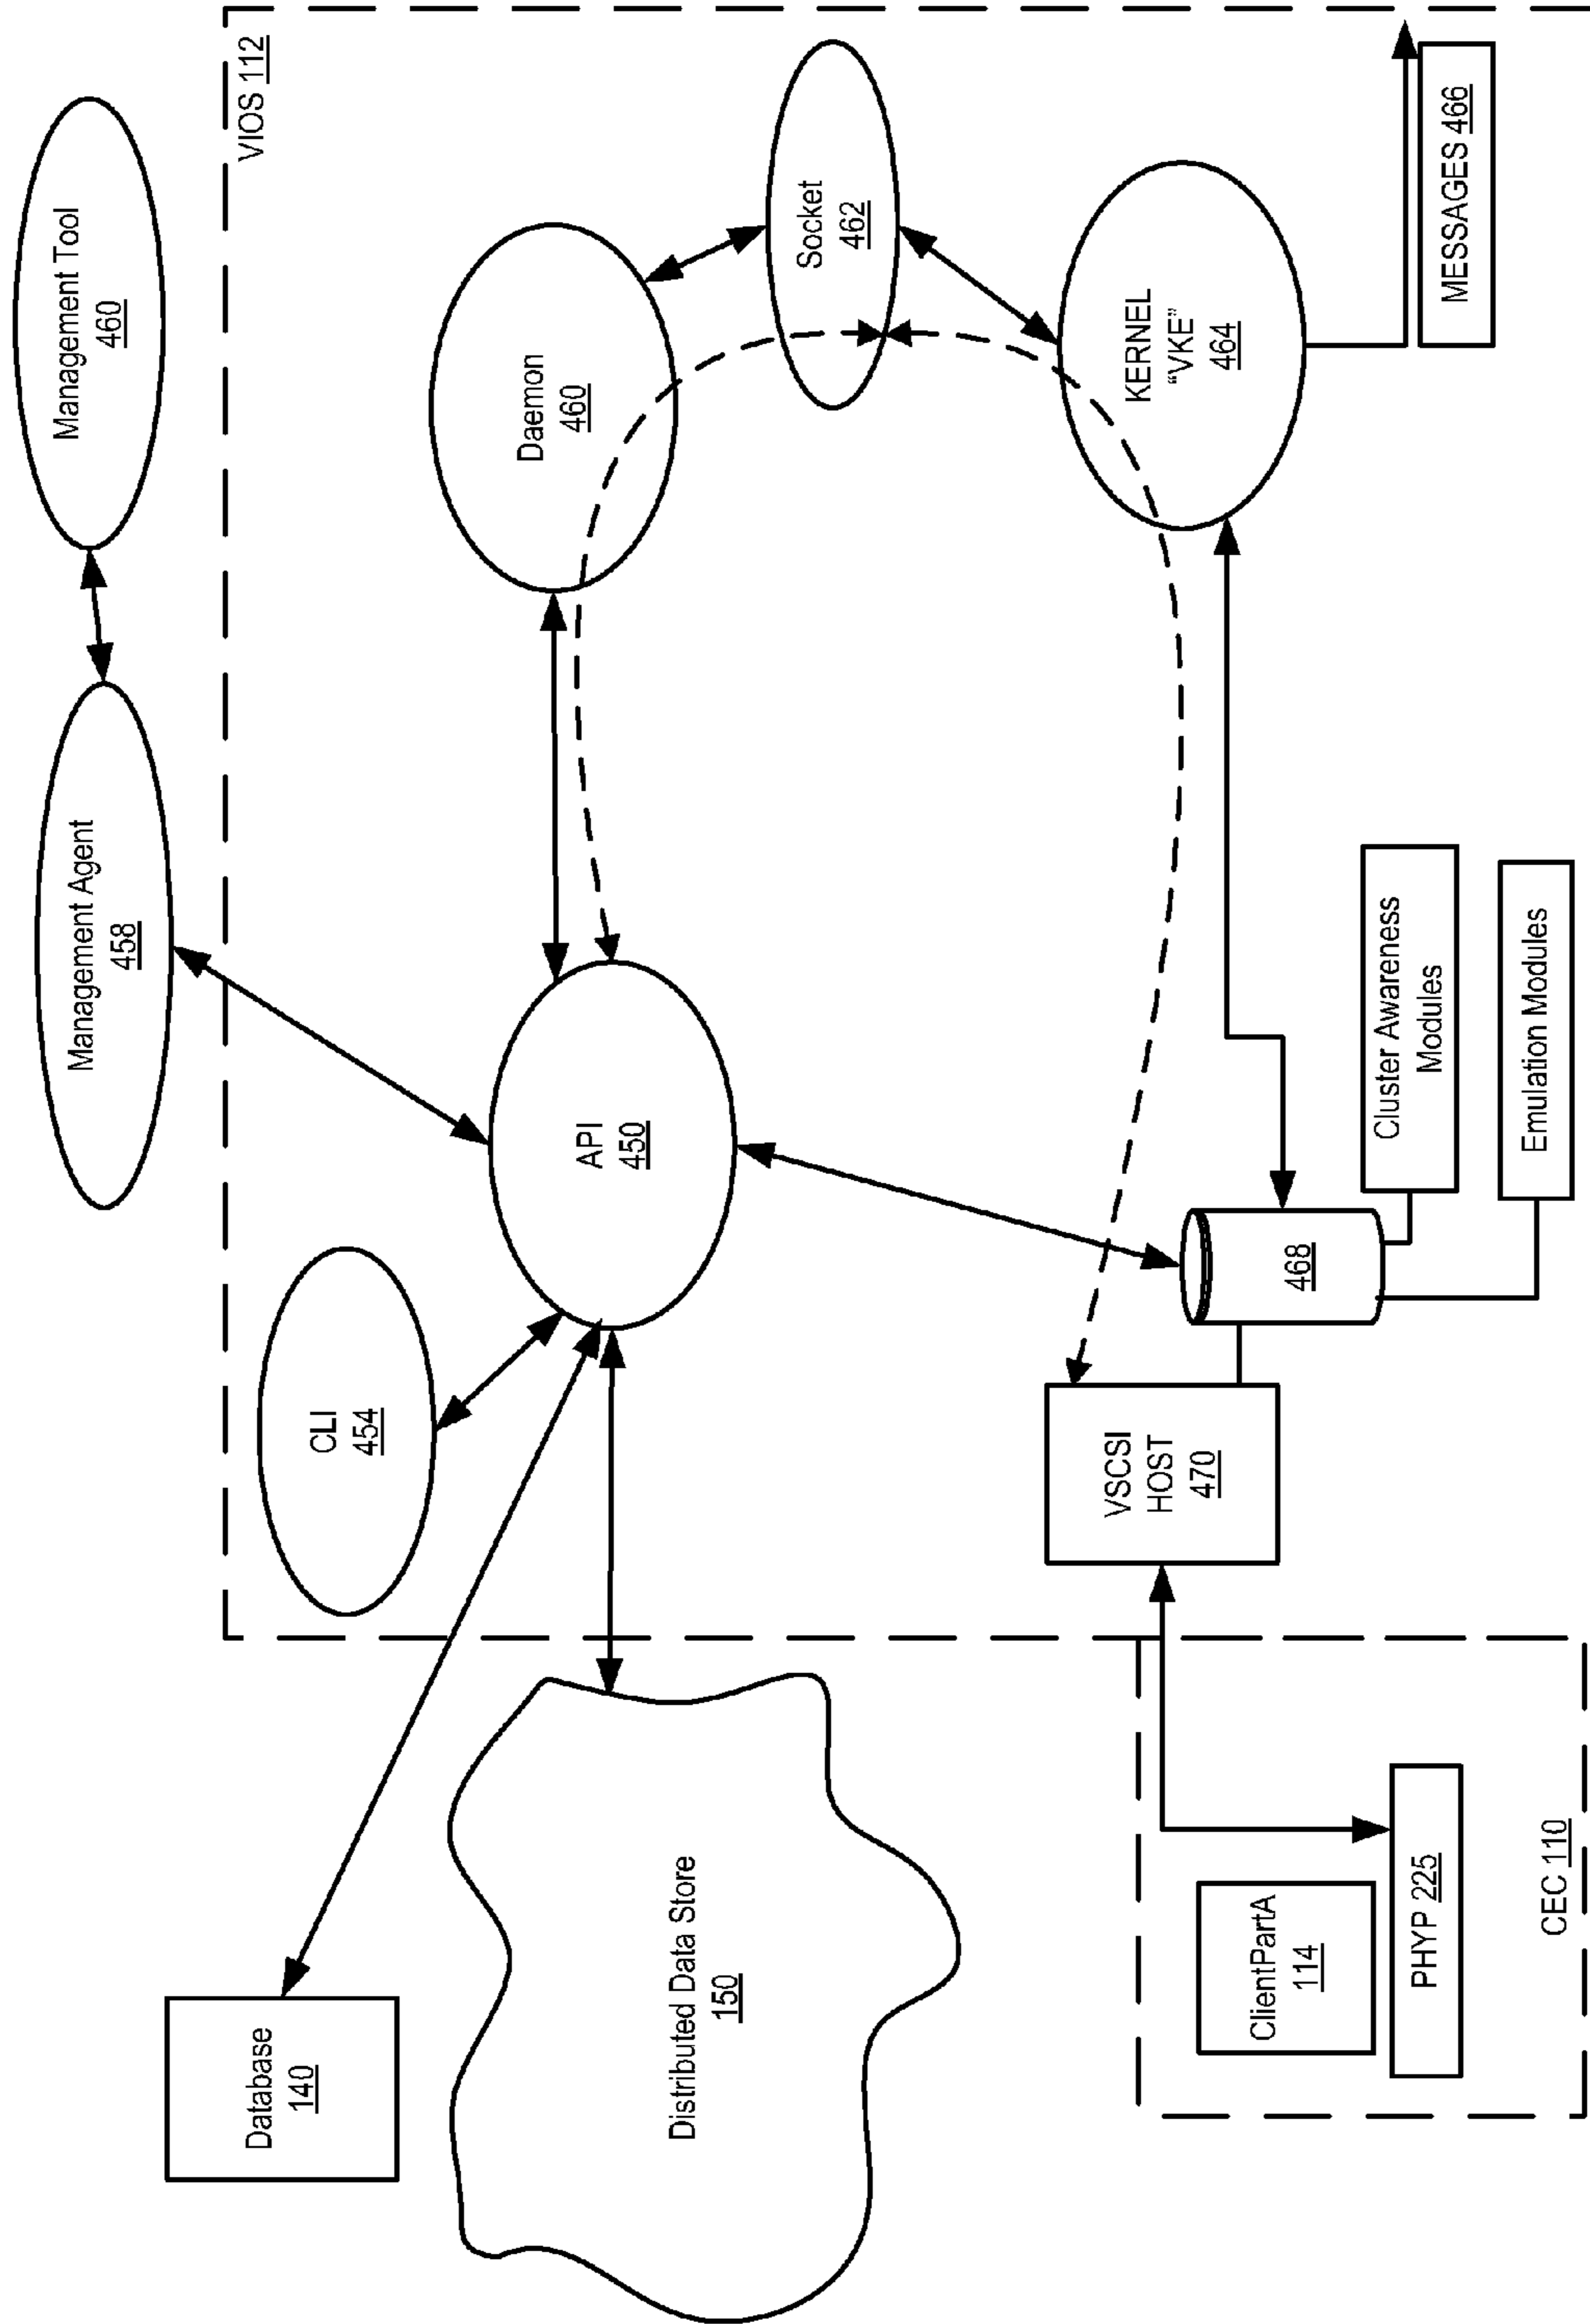 Management Agent
458
Management Tool
460
VIOS 112
Database
140
CLI
454
API
450
Daemon
460
Socket
462
Distributed Data Store
150
KERNEL
“VKE”
464
VSCSI
HOST
470
468
ClientPartA
114
PHYP 225
CEC 110
Cluster Awareness
Modules
Emulation Modules
MESSAGES 466